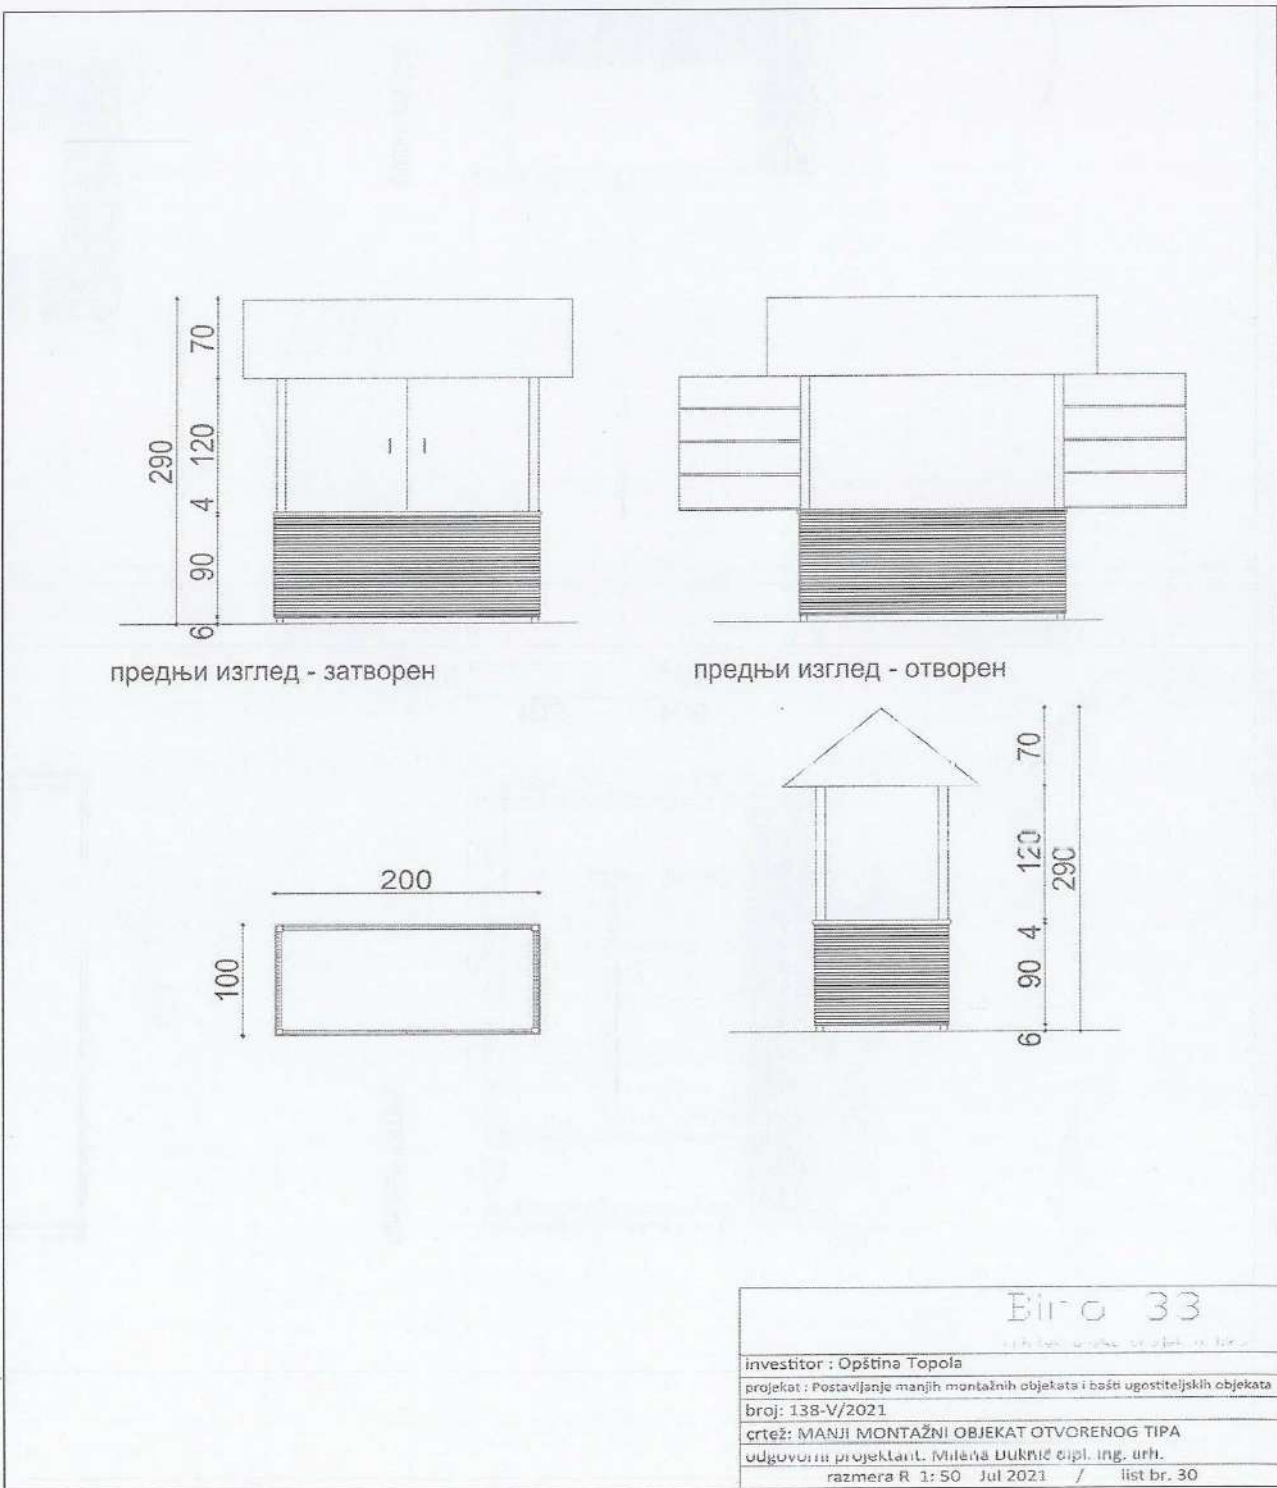 70
120
290
4
90
6
предњи изглед - затворен
предњи изглед - отворен
70
120
290
4
90
6
200
100
Biro 33
investitor : Opština Topola
projekat : Postavljanje manjih montažnih objekata i bašti ugostiteljskih objekata
broj: 138-V/2021
crtež: MANJI MONTAŽNI OBJEKAT OTVORENOG TIPA
odgovorni projektant. Milena dipl. ing. arh.
razmera R 1: 50 Jul 2021 / list br. 30